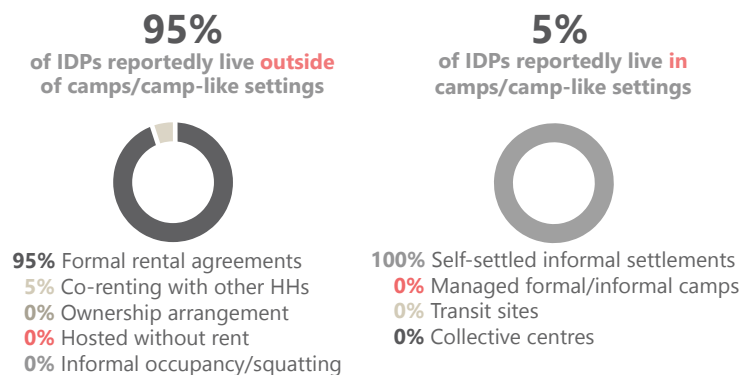 95%
of IDPs reportedly live outside
of camps/camp-like settings
95% Formal rental agreements
5% Co-renting with other HHs
0% Ownership arrangement
0% Hosted without rent
0% Informal occupancy/squatting
5%
of IDPs reportedly live in
camps/camp-like settings
100% Self-settled informal settlements
0% Managed formal/informal camps
0% Transit sites
0% Collective centres